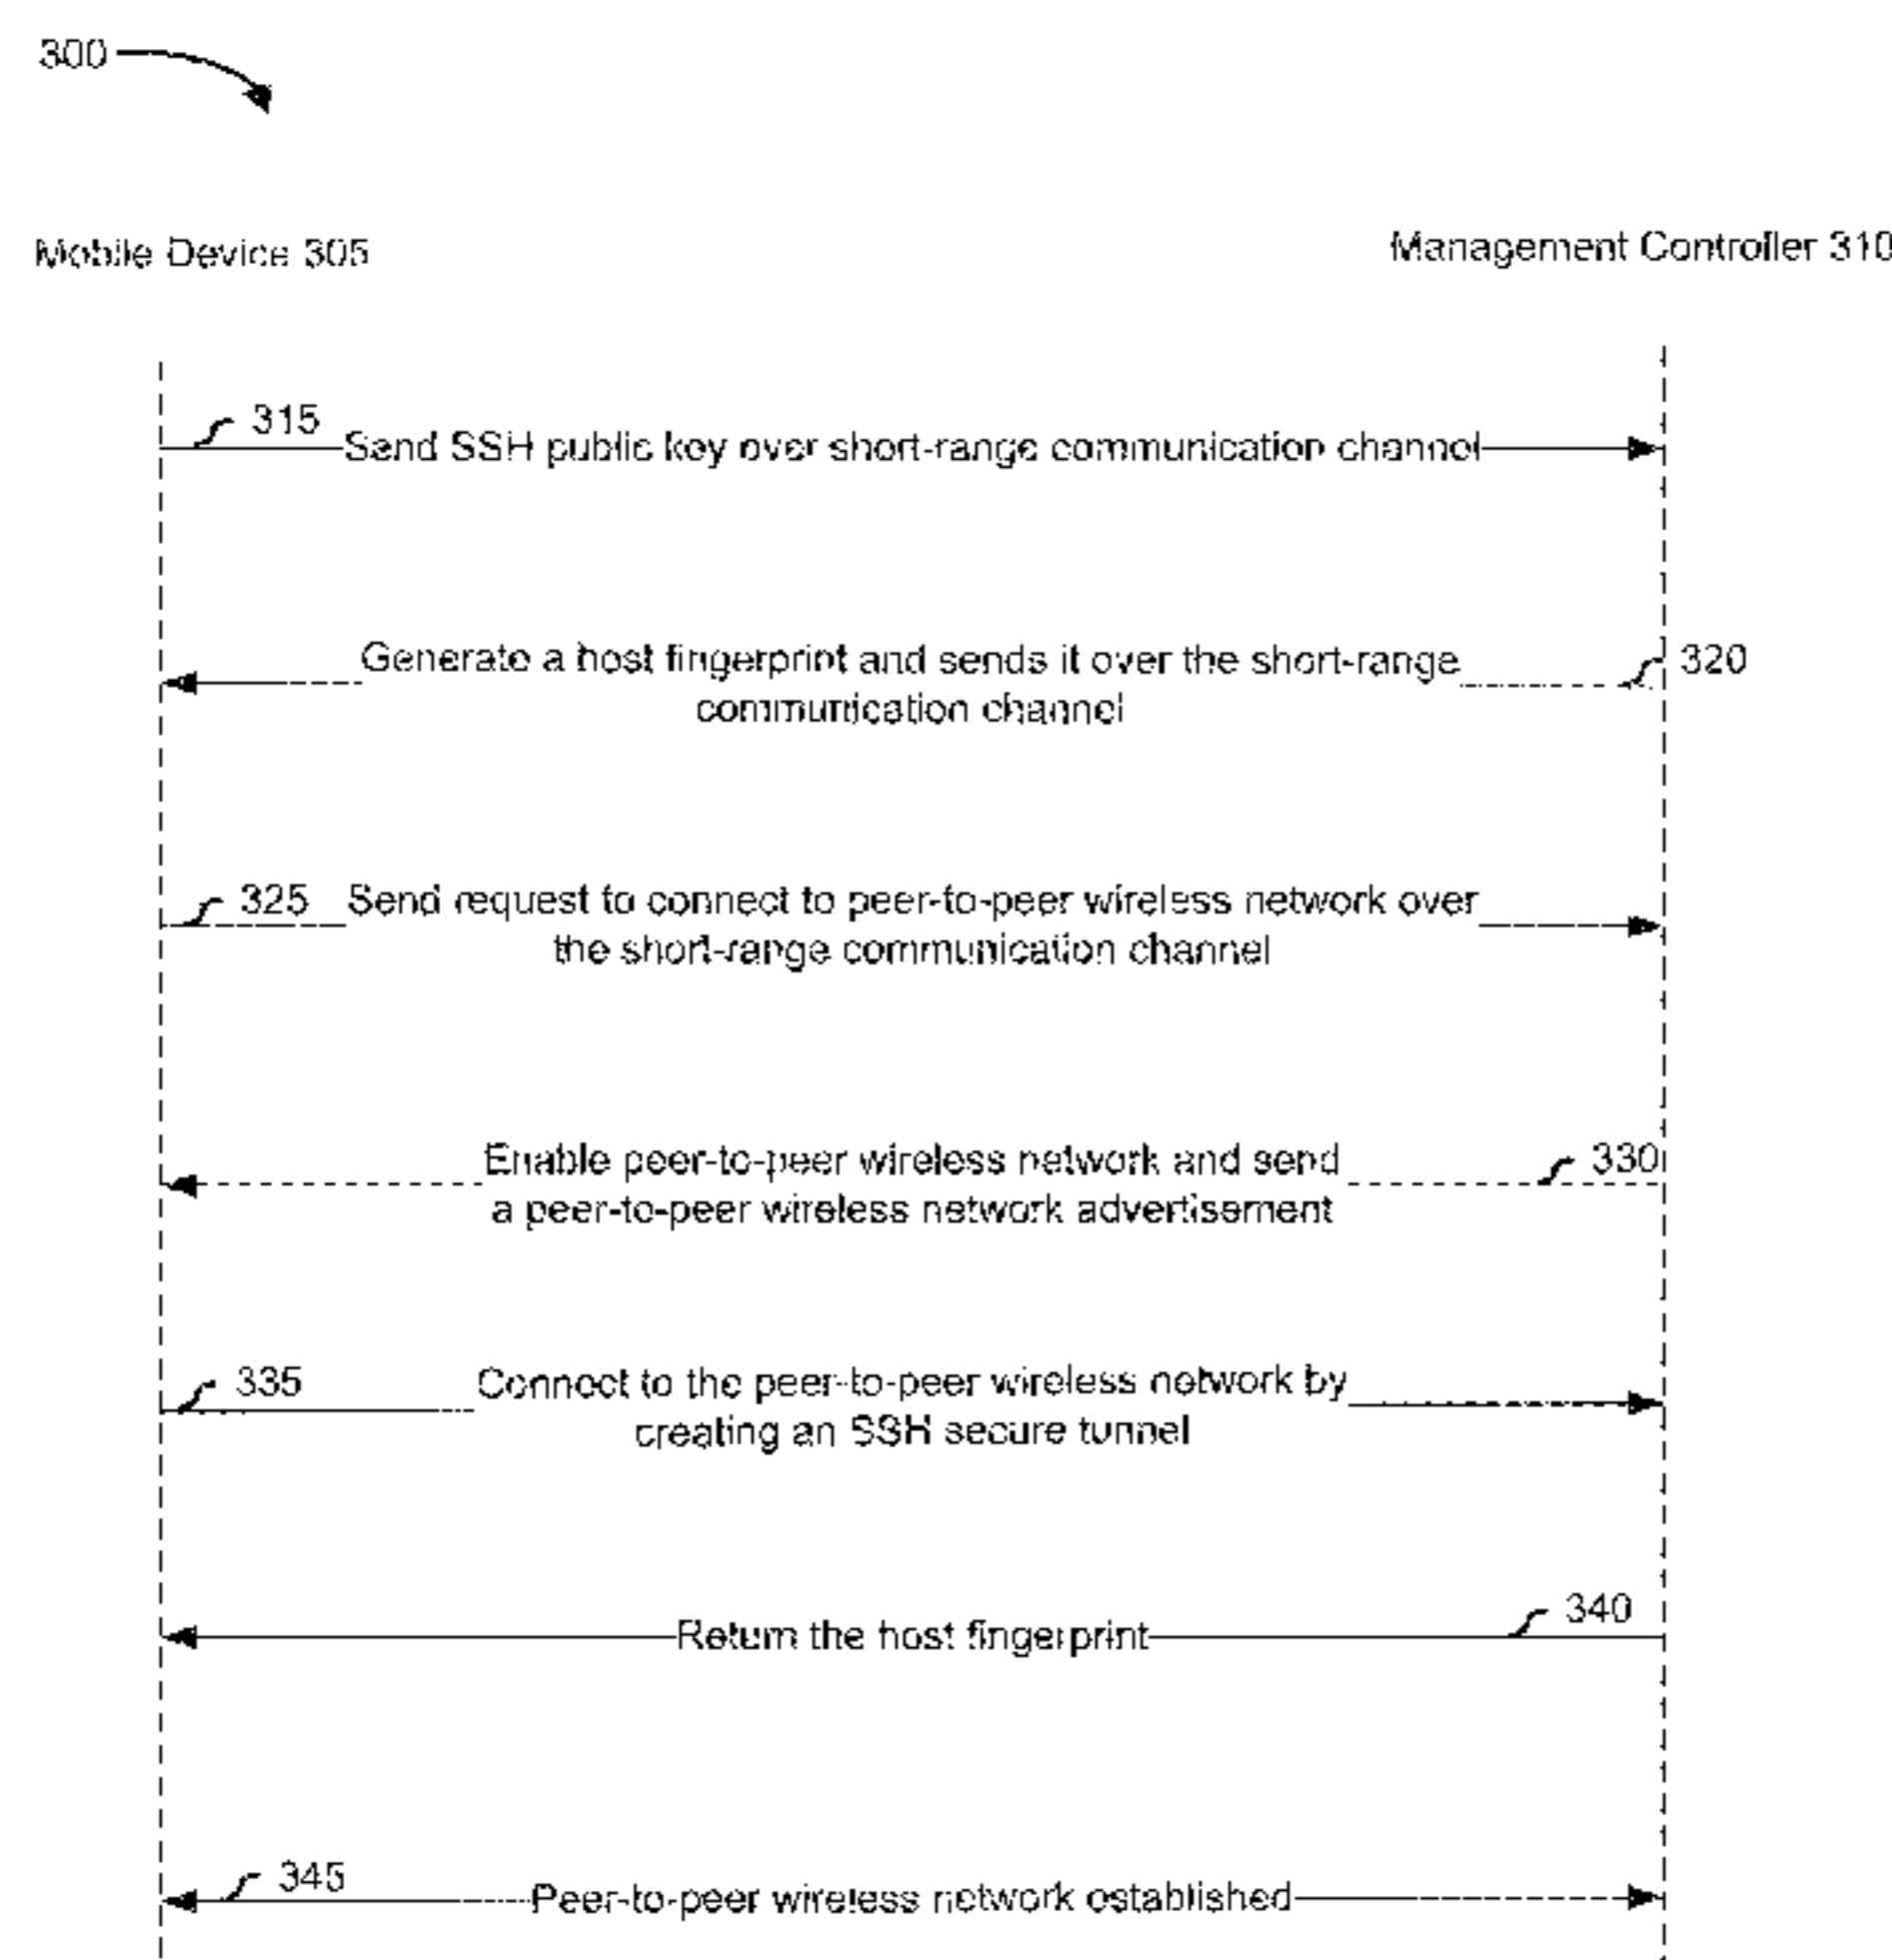 300
Mobile Device 305
Management Controller 310
315
Send SSH public key over short-range communication channel
Generate a host fingerprint and sends it over the short-range
communication channel
320
325
Send request to connect to peer-to-peer wireless network over
the short-range communication channel
Enable peer-to-peer wireless network and send
a peer-to-peer wireless network advertisement
330
335
Connect to the peer-to-peer wireless network by
creating an SSH secure tunnel
340
Return the host fingerprint
345
Peer-to-peer wireless network established